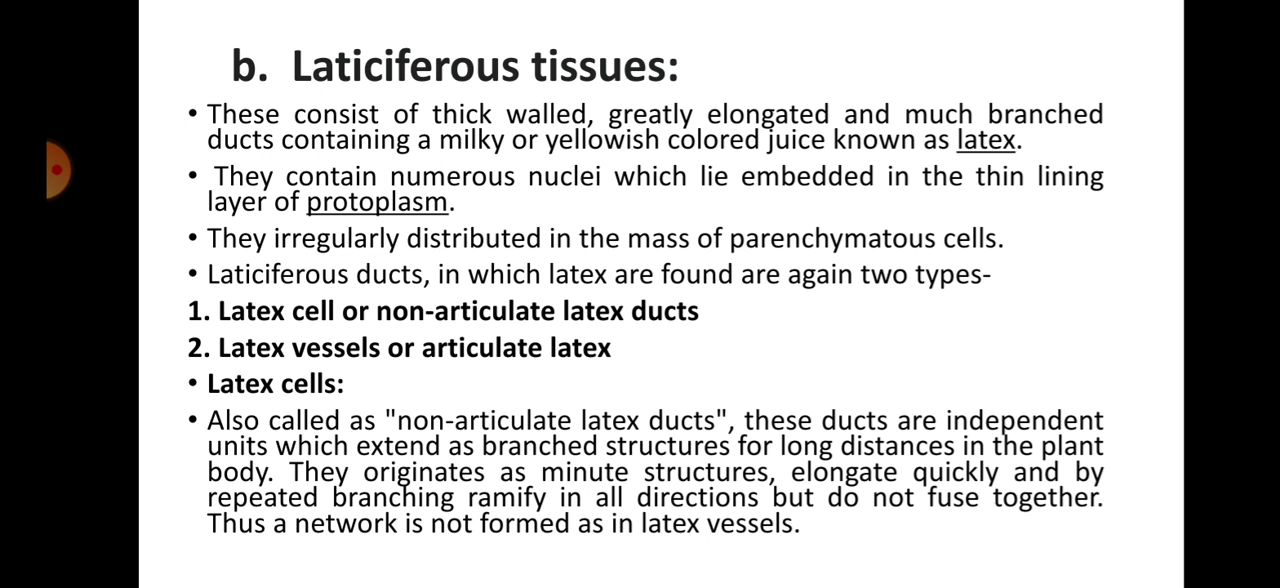 b. Laticiferous tissues:
• These consist of thick walled, greatly elongated and much branched
ducts containing a milky or yellowish colored juice known as latex.
• They contain numerous nuclei which lie embedded in the thin lining
layer of protoplasm.
• They irregularly distributed in the mass of parenchymatous cells.
• Laticiferous ducts, in which latex are found are again two types-
1. Latex cell or non-articulate latex ducts
2. Latex vessels or articulate latex
• Latex cells:
• Also called as "non-articulate latex ducts", these ducts are independent
units which extend as branched structures for long distances in the plant
body. They originates as minute structures, elongate quickly and by
repeated branching ramify in all directions but do not fuse together.
Thus a network is not formed as in latex vessels.